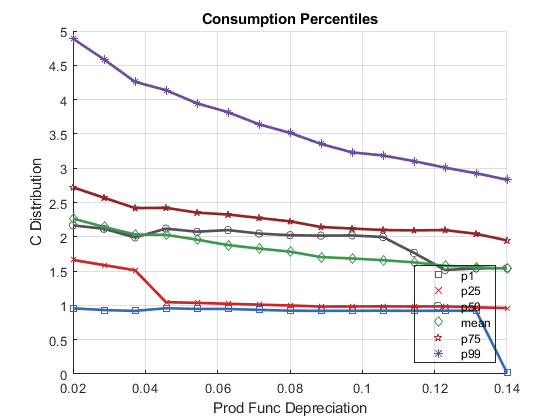 Consumption Percentiles
5
4.5
4
3.5
3
2.5
2
1.5
1
0.5
0
C Distribution
p1
p25
p50
mean
p75
p99
0.02
0.04
0.06
0.08
0.1
0.12
0.14
Prod Func Depreciation